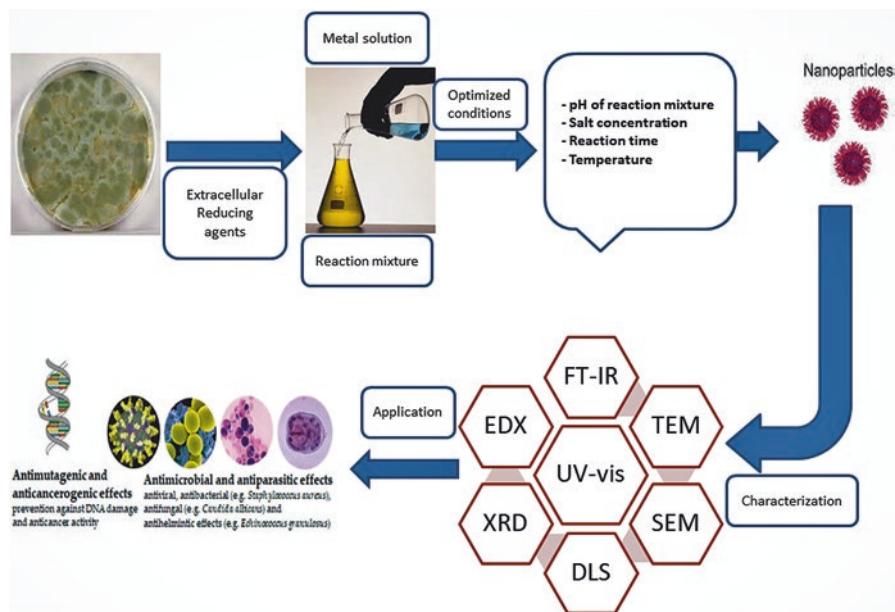 Metal solution
Optimized
conditions
- pH of reaction mixture
- Salt concentration
- Reaction time
- Temperature
Nanoparticles
Extracellular
Reducing
agents
Reaction mixture
Characterization
FT-IR
EDX
TEM
UV-vis
XRD
SEM
DLS
Application
Antimutagenic and
anticancerogenic effects
prevention against DNA damage
and anticancer activity
Antimicrobial and antiparasitic effects
antiviral, antibacterial (e.g. Staphylococcus aureus),
antifungal (e.g. Candida albicans) and
antihelmintic effects (e.g. Echinococcus granulosus)